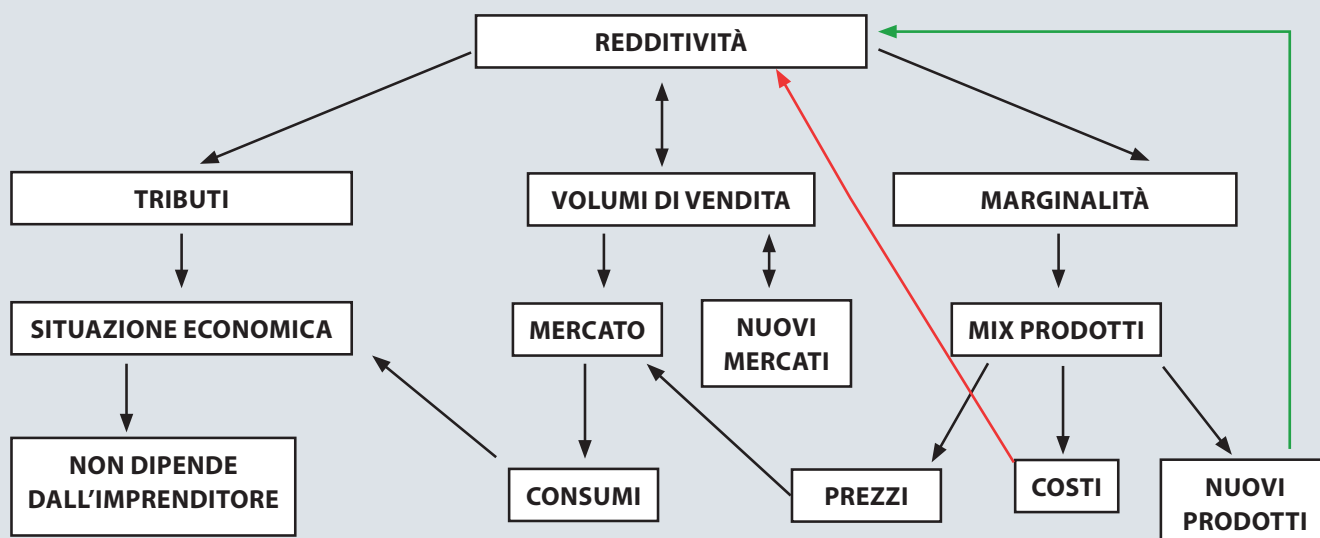 REDDITIVITÀ
TRIBUTI
VOLUMI DI VENDITA
MARGINALITÀ
SITUAZIONE ECONOMICA
MERCATO
NUOVI
MERCATI
MIX PRODOTTI
NON DIPENDE
DALL'IMPRENDITORE
CONSUMI
PREZZI
COSTI
NUOVI
PRODOTTI